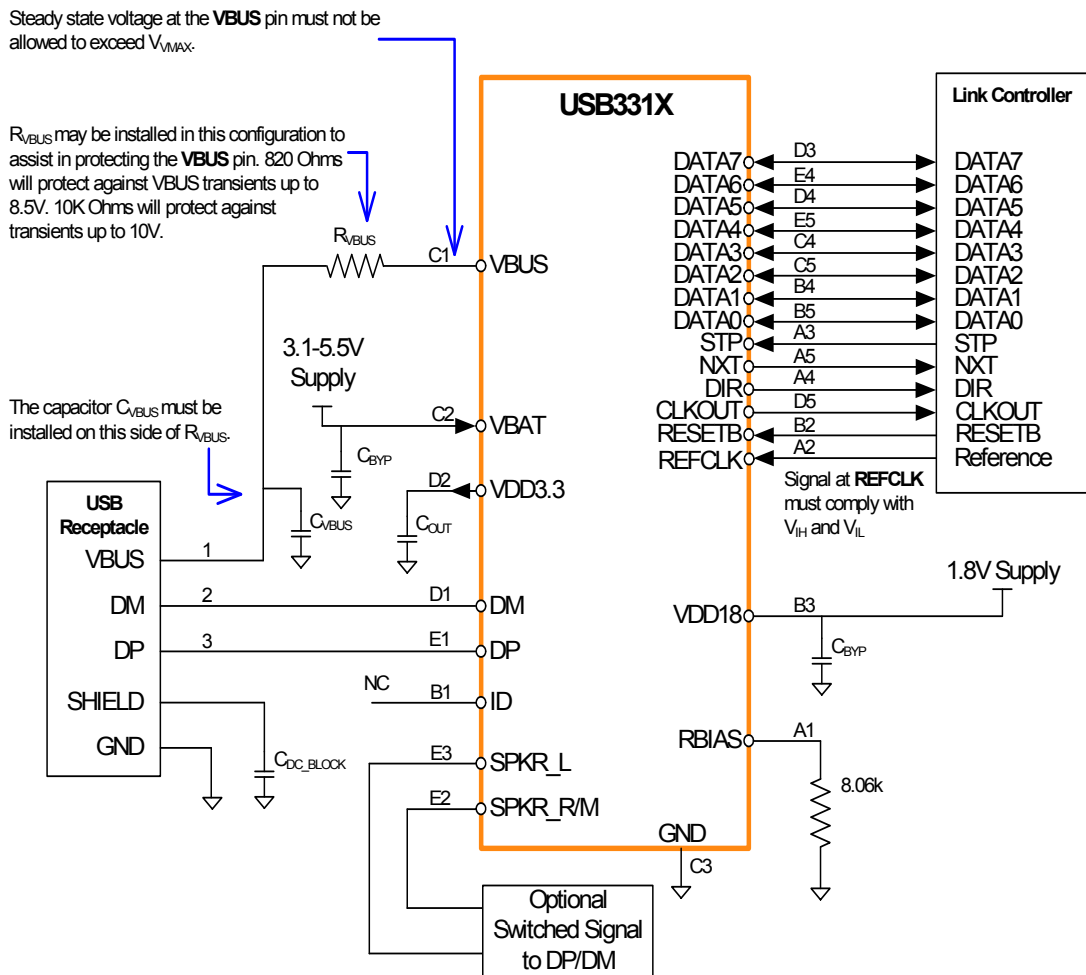 Steady state voltage at the VBUS pin must not be
allowed to exceed VVMAX.
RVBUS may be installed in this configuration to
assist in protecting the VBUS pin. 820 Ohms
will protect against VBUS transients up to
8.5V. 10K Ohms will protect against
transients up to 10V.
RVBUS
C1
VBUS
3.1-5.5V
Supply
The capacitor CVBUS must be
installed on this side of RVBUS.
C2
VBAT
CBYP
D2
VDD3.3
COUT
CVBUS
USB
Receptacle
VBUS
1
DM
2
D1
DM
DP
3
E1
DP
SHIELD
NC
B1
ID
GND
CDC_BLOCK
E3
SPKR_L
E2
SPKR_R/M
USB331X
Link Controller
DATA7
D3
DATA7
DATA6
E4
DATA6
DATA5
D4
DATA5
DATA4
E5
DATA4
DATA3
C4
DATA3
DATA2
C5
DATA2
DATA1
B4
DATA1
DATA0
B5
DATA0
STP
A3
STP
NXT
A5
NXT
DIR
A4
DIR
CLKOUT
D5
CLKOUT
RESETB
B2
RESETB
REFCLK
A2
Reference
Signal at REFCLK
must comply with
VIH and VIL
1.8V Supply
VDD18
B3
CBYP
RBIAS
A1
8.06k
GND
C3
Optional
Switched Signal
to DP/DM